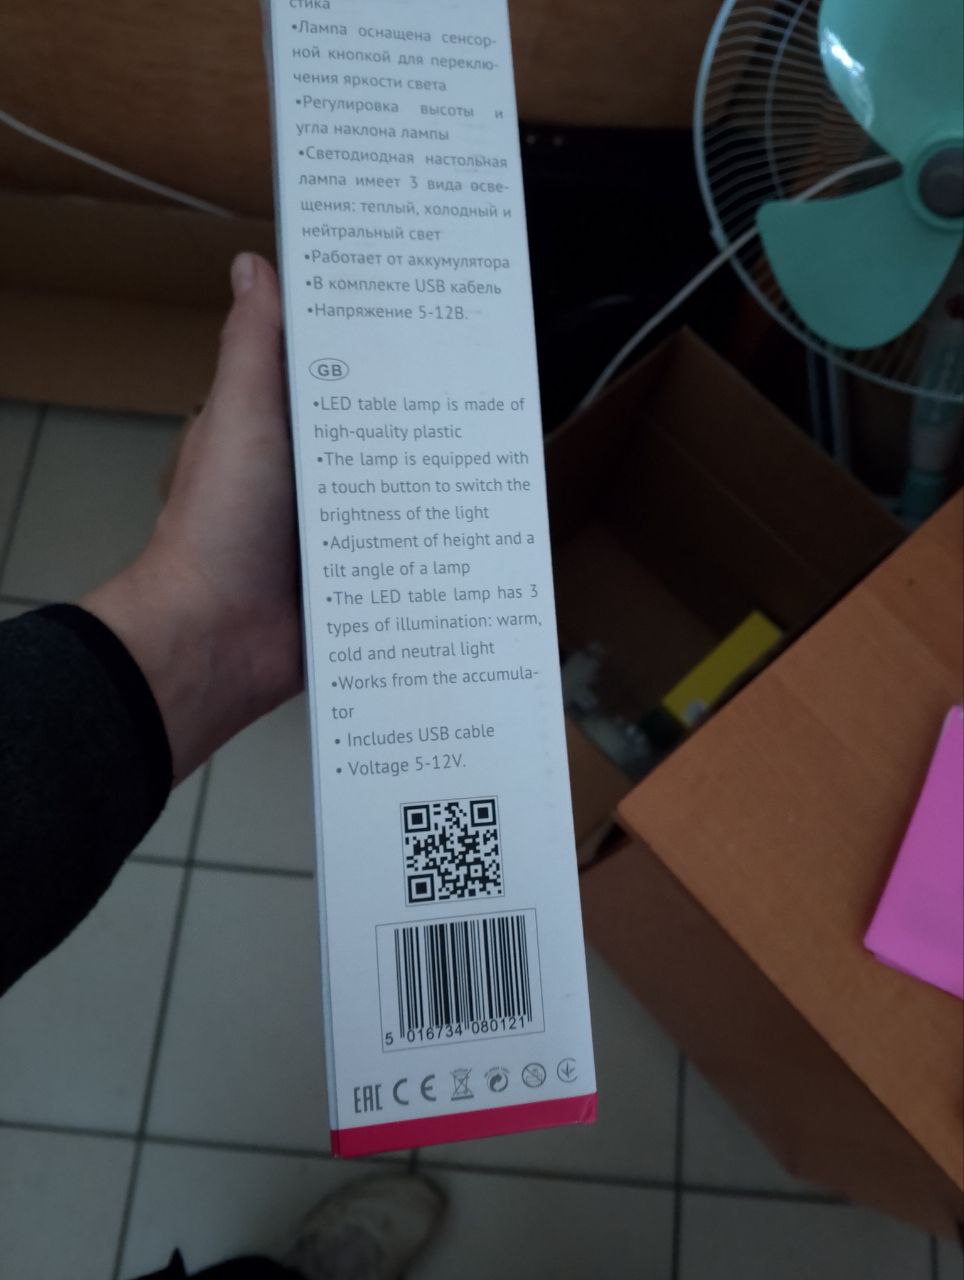 стика
•Лампа оснащена сенсор-
ной кнопкой для переклю-
чения яркости света
•Регулировка высоты и
угла наклона лампы
•Светодиодная настольная
лампа имеет 3 вида осве-
щения: теплый, холодный и
нейтральный свет
•Работает от аккумулятора
•В комплекте USB кабель
•Напряжение 5-12В.
GB
•LED table lamp is made of
high-quality plastic
•The lamp is equipped with
a touch button to switch the
brightness of the light
•Adjustment of height and a
tilt angle of a lamp
•The LED table lamp has 3
types of illumination: warm,
cold and neutral light
•Works from the accumula-
tor
• Includes USB cable
• Voltage 5-12V.
5 016734 080121
EAC CE